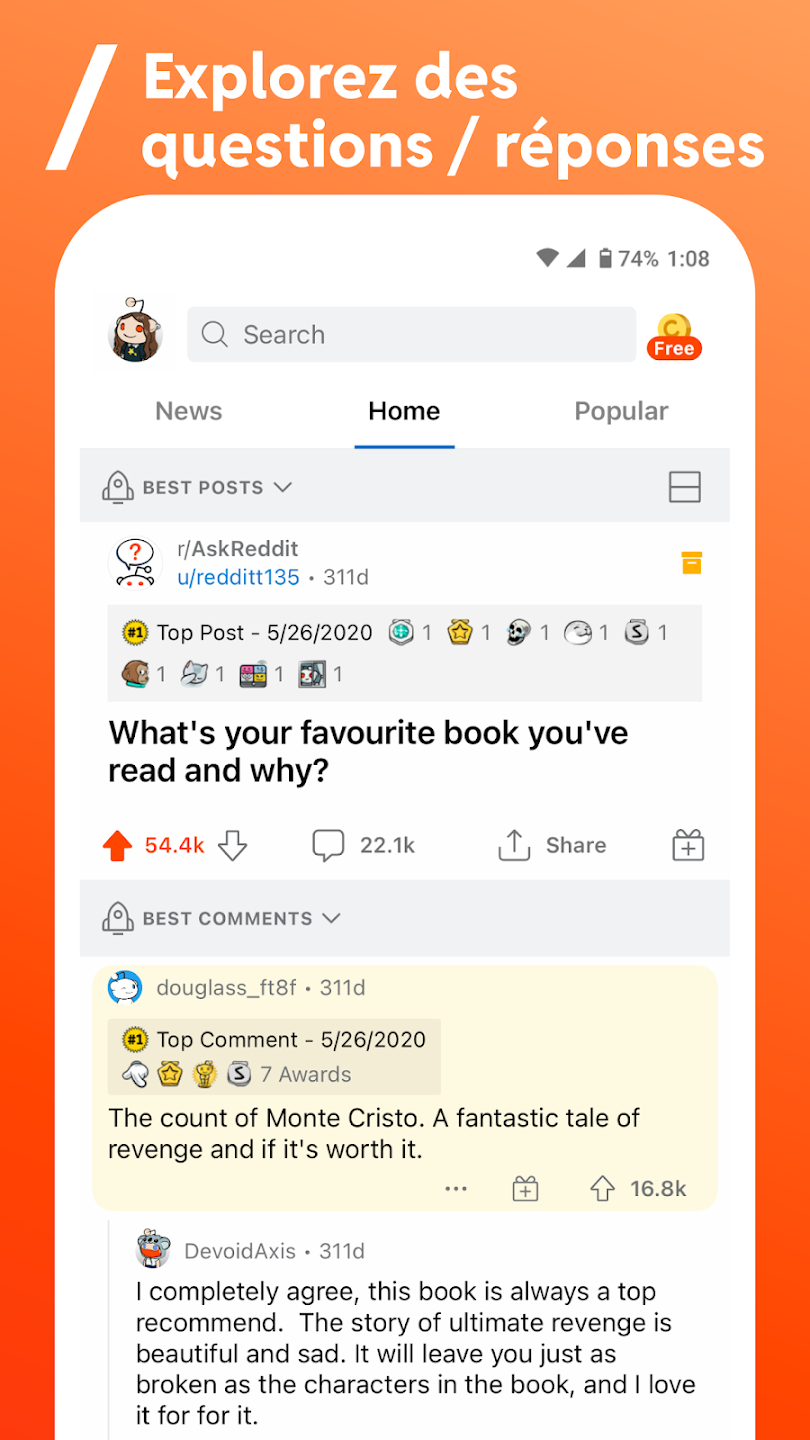 Explorez des
questions / réponses
74% 1:08
Search
Free
News Home Popular
BEST POSTS
r/AskReddit
u/redditt135 • 311d
#1 Top Post - 5/26/2020 1 1 1 1 S 1
1 1 1 1
What's your favourite book you've
read and why?
54.4k 22.1k Share
BEST COMMENTS
douglass_ft8f • 311d
#1 Top Comment - 5/26/2020
S 7 Awards
The count of Monte Cristo. A fantastic tale of
revenge and if it's worth it.
16.8k
DevoidAxis • 311d
I completely agree, this book is always a top
recommend. The story of ultimate revenge is
beautiful and sad. It will leave you just as
broken as the characters in the book, and I love
it for for it.